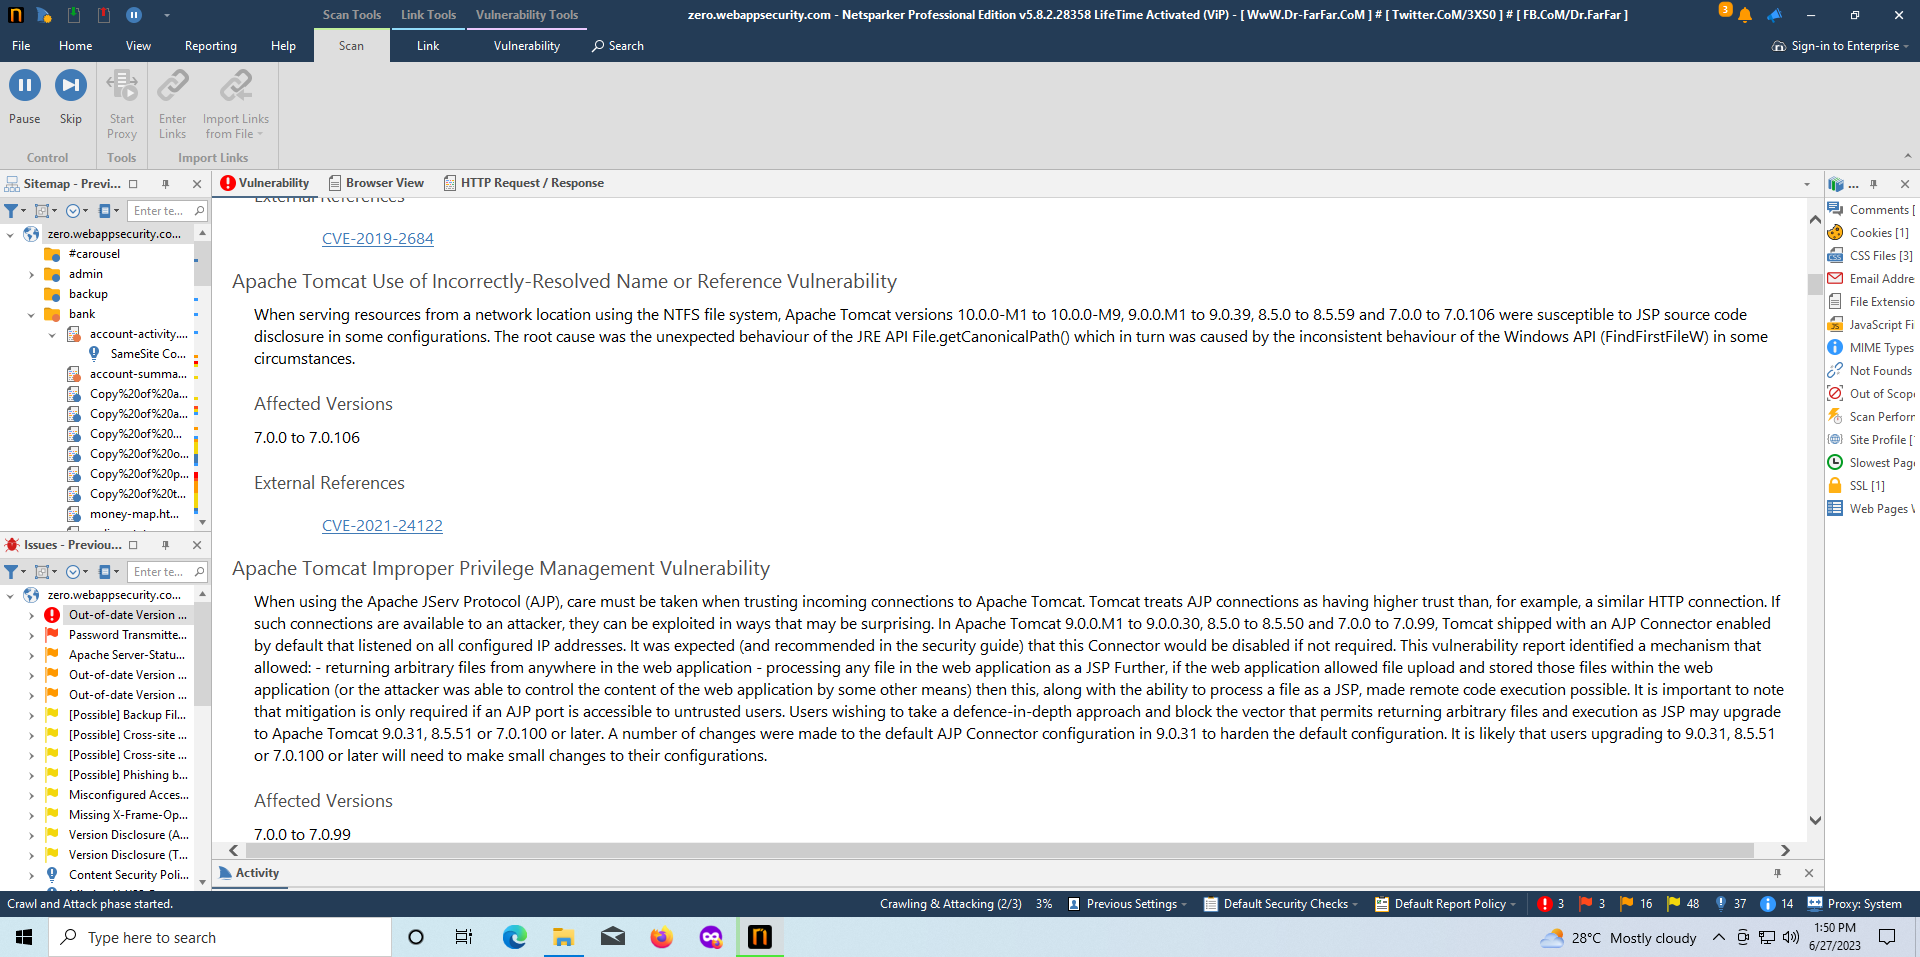 Scan Tools Link Tools Vulnerability Tools
zero.webappsecurity.com - Netsparker Professional Edition v5.8.2.28358 LifeTime Activated (ViP) - [ WwW.Dr-FarFar.CoM ] # [ Twitter.CoM/3XS0 ] # [ FB.CoM/Dr.FarFar ]
3
File Home View Reporting Help Scan Link Vulnerability Search
Sign-in to Enterprise
Pause
Skip
Start
Proxy
Enter
Links
Import Links
from File
Control
Tools
Import Links
Sitemap - Previ...
Enter te...
zero.webappsecurity.co...
#carousel
admin
backup
bank
account-activity....
SameSite Co...
account-summa...
Copy%20of%20a...
Copy%20of%20a...
Copy%20of%20...
Copy%20of%20o...
Copy%20of%20p...
Copy%20of%20t...
money-map.ht...
Issues - Previou...
Enter te...
zero.webappsecurity.co...
Out-of-date Version ...
Password Transmitte...
Apache Server-Statu...
Out-of-date Version ...
Out-of-date Version ...
[Possible] Backup Fil...
[Possible] Cross-site ...
[Possible] Cross-site ...
[Possible] Phishing b...
Misconfigured Acces...
Missing X-Frame-Op...
Version Disclosure (A...
Version Disclosure (T...
Content Security Poli...
Vulnerability Browser View HTTP Request / Response
External References
CVE-2019-2684
Apache Tomcat Use of Incorrectly-Resolved Name or Reference Vulnerability
When serving resources from a network location using the NTFS file system, Apache Tomcat versions 10.0.0-M1 to 10.0.0-M9, 9.0.0.M1 to 9.0.39, 8.5.0 to 8.5.59 and 7.0.0 to 7.0.106 were susceptible to JSP source code
disclosure in some configurations. The root cause was the unexpected behaviour of the JRE API File.getCanonicalPath() which in turn was caused by the inconsistent behaviour of the Windows API (FindFirstFileW) in some
circumstances.
Affected Versions
7.0.0 to 7.0.106
External References
CVE-2021-24122
Apache Tomcat Improper Privilege Management Vulnerability
When using the Apache JServ Protocol (AJP), care must be taken when trusting incoming connections to Apache Tomcat. Tomcat treats AJP connections as having higher trust than, for example, a similar HTTP connection. If
such connections are available to an attacker, they can be exploited in ways that may be surprising. In Apache Tomcat 9.0.0.M1 to 9.0.0.30, 8.5.0 to 8.5.50 and 7.0.0 to 7.0.99, Tomcat shipped with an AJP Connector enabled
by default that listened on all configured IP addresses. It was expected (and recommended in the security guide) that this Connector would be disabled if not required. This vulnerability report identified a mechanism that
allowed: - returning arbitrary files from anywhere in the web application - processing any file in the web application as a JSP Further, if the web application allowed file upload and stored those files within the web
application (or the attacker was able to control the content of the web application by some other means) then this, along with the ability to process a file as a JSP, made remote code execution possible. It is important to note
that mitigation is only required if an AJP port is accessible to untrusted users. Users wishing to take a defence-in-depth approach and block the vector that permits returning arbitrary files and execution as JSP may upgrade
to Apache Tomcat 9.0.31, 8.5.51 or 7.0.100 or later. A number of changes were made to the default AJP Connector configuration in 9.0.31 to harden the default configuration. It is likely that users upgrading to 9.0.31, 8.5.51
or 7.0.100 or later will need to make small changes to their configurations.
Affected Versions
7.0.0 to 7.0.99
Activity
...
Comments [
Cookies [1]
CSS Files [3]
Email Addre
File Extensio
JavaScript Fi
MIME Types
Not Founds
Out of Scope
Scan Perforn
Site Profile [
Slowest Page
SSL [1]
Web Pages
Crawl and Attack phase started.
Crawling & Attacking (2/3) 3% Previous Settings Default Security Checks Default Report Policy 3 3 16 48 37 14 Proxy: System
Type here to search
28°C Mostly cloudy
1:50 PM
6/27/2023